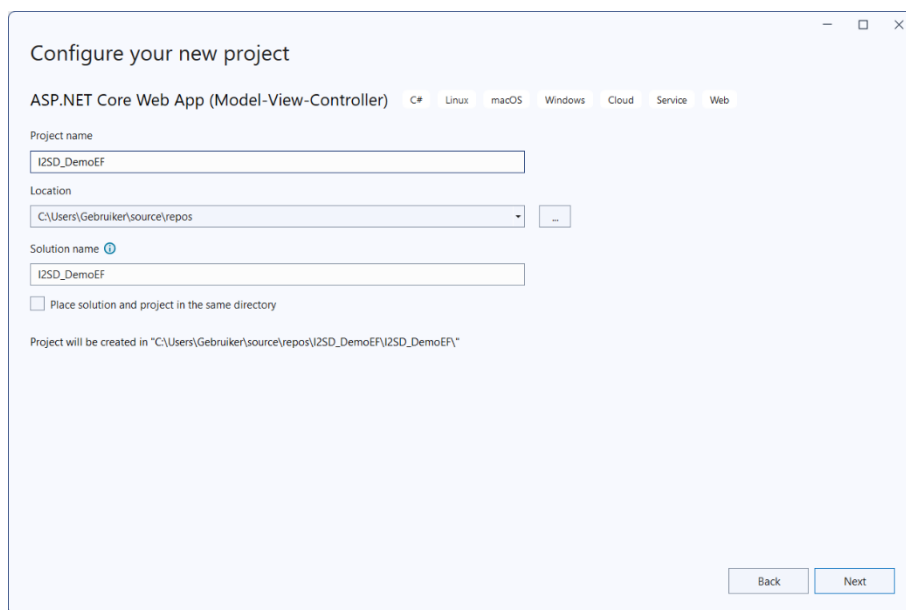 Configure your new project
ASP.NET Core Web App (Model-View-Controller) C# Linux macOS Windows Cloud Service Web
Project name
I2SD_DemoEF
Location
C:\Users\Gebruiker\source\repos
...
Solution name
I2SD_DemoEF
Place solution and project in the same directory
Project will be created in "C:\Users\Gebruiker\source\repos\I2SD_DemoEF\I2SD_DemoEF\"
Back Next